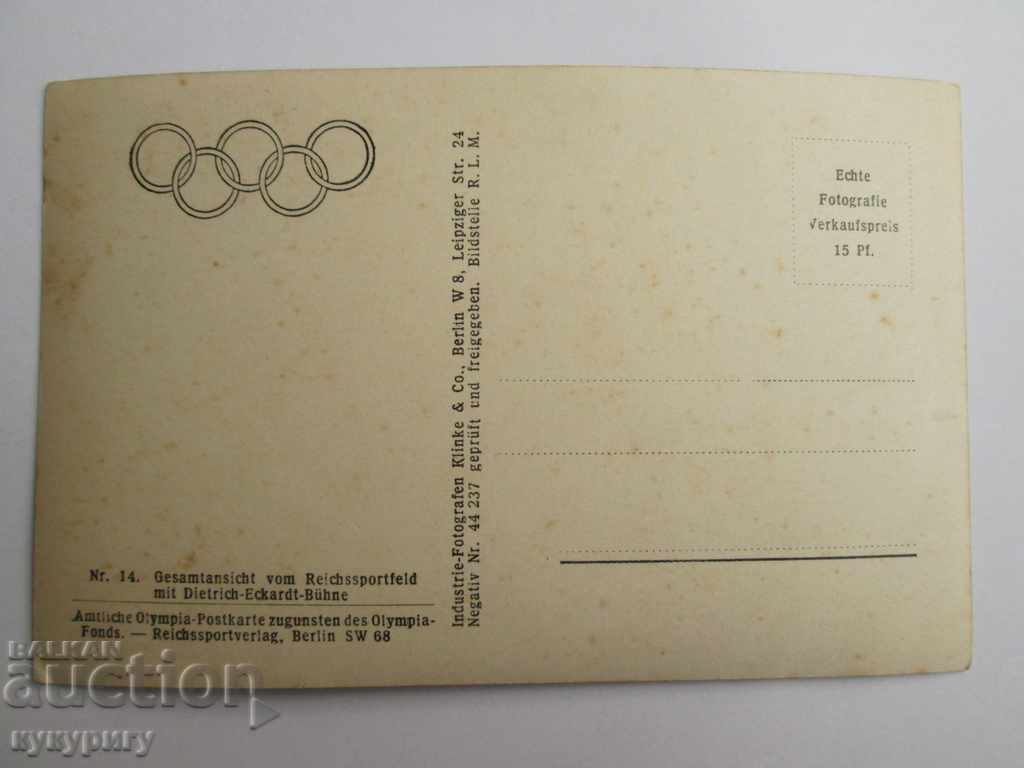 Echte
Fotografie
Verkaufspreis
15 Pf.
Industrie-Fotografen Klinke & Co., Berlin W 8, Leipziger Str. 24
Negativ Nr. 44 237 geprüft und freigegeben. Bildstelle R. L. M.
Nr. 14. Gesamtansicht vom Reichssportfeld
mit Dietrich-Eckardt-Bühne
Amtliche Olympia-Postkarte zugunsten des Olympia-
Fonds. — Reichssportverlag, Berlin SW 68
BALKAN
auction
кукуригу